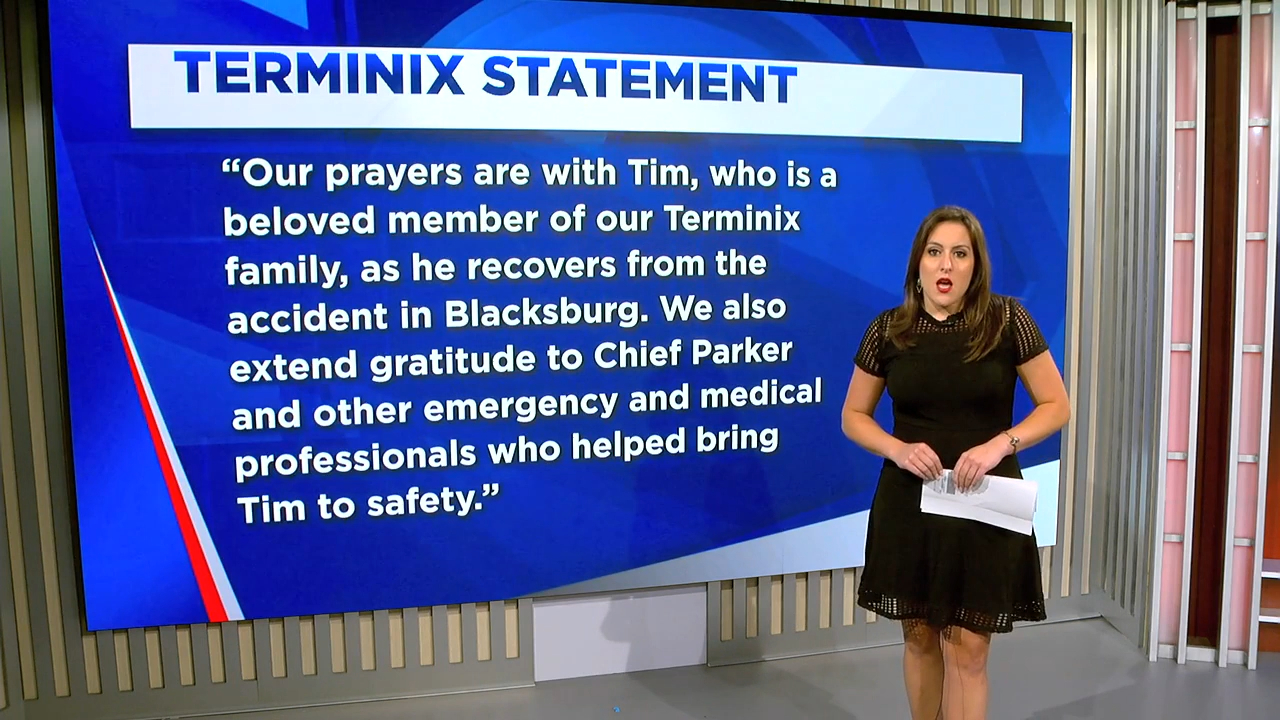 TERMINIX STATEMENT
“Our prayers are with Tim, who is a
beloved member of our Terminix
family, as he recovers from the
accident in Blacksburg. We also
extend gratitude to Chief Parker
and other emergency and medical
professionals who helped bring
Tim to safety.”